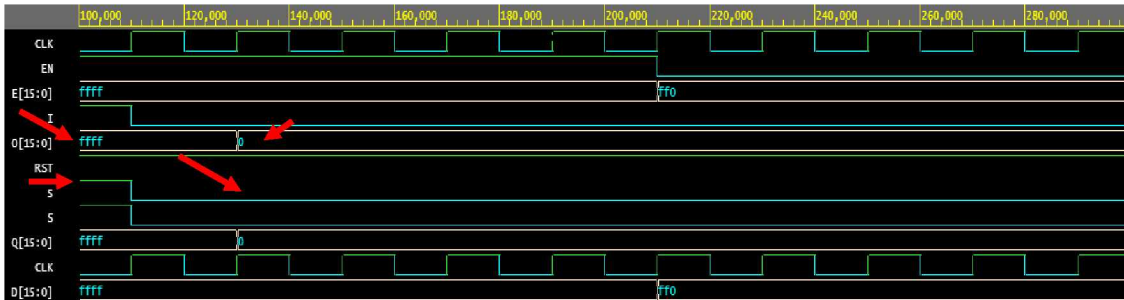 100,000 120,000 140,000 160,000 180,000 200,000 220,000 240,000 260,000 280,000
CLK
EN
E[15:0] ffff ff0
I
O[15:0] ffff 0
RST
S
S
Q[15:0] ffff 0
CLK
D[15:0] ffff ff0